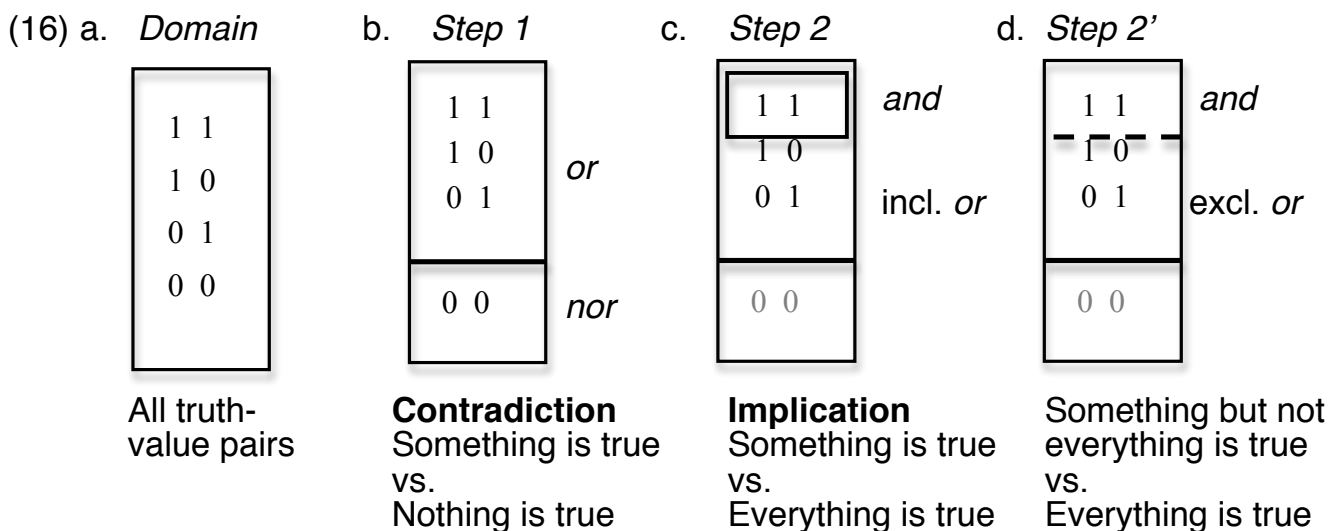 (16) a. Domain b. Step 1 c. Step 2 d. Step 2’
1 1
1 0
0 1
0 0
1 1
1 0
0 1
or
0 0
nor
1 1
and
1 0
0 1
incl. or
0 0
1 1
and
1 0
0 1
excl. or
0 0
All truth-
value pairs
Contradiction
Something is true
vs.
Nothing is true
Implication
Something is true
vs.
Everything is true
Something but not
everything is true
vs.
Everything is true